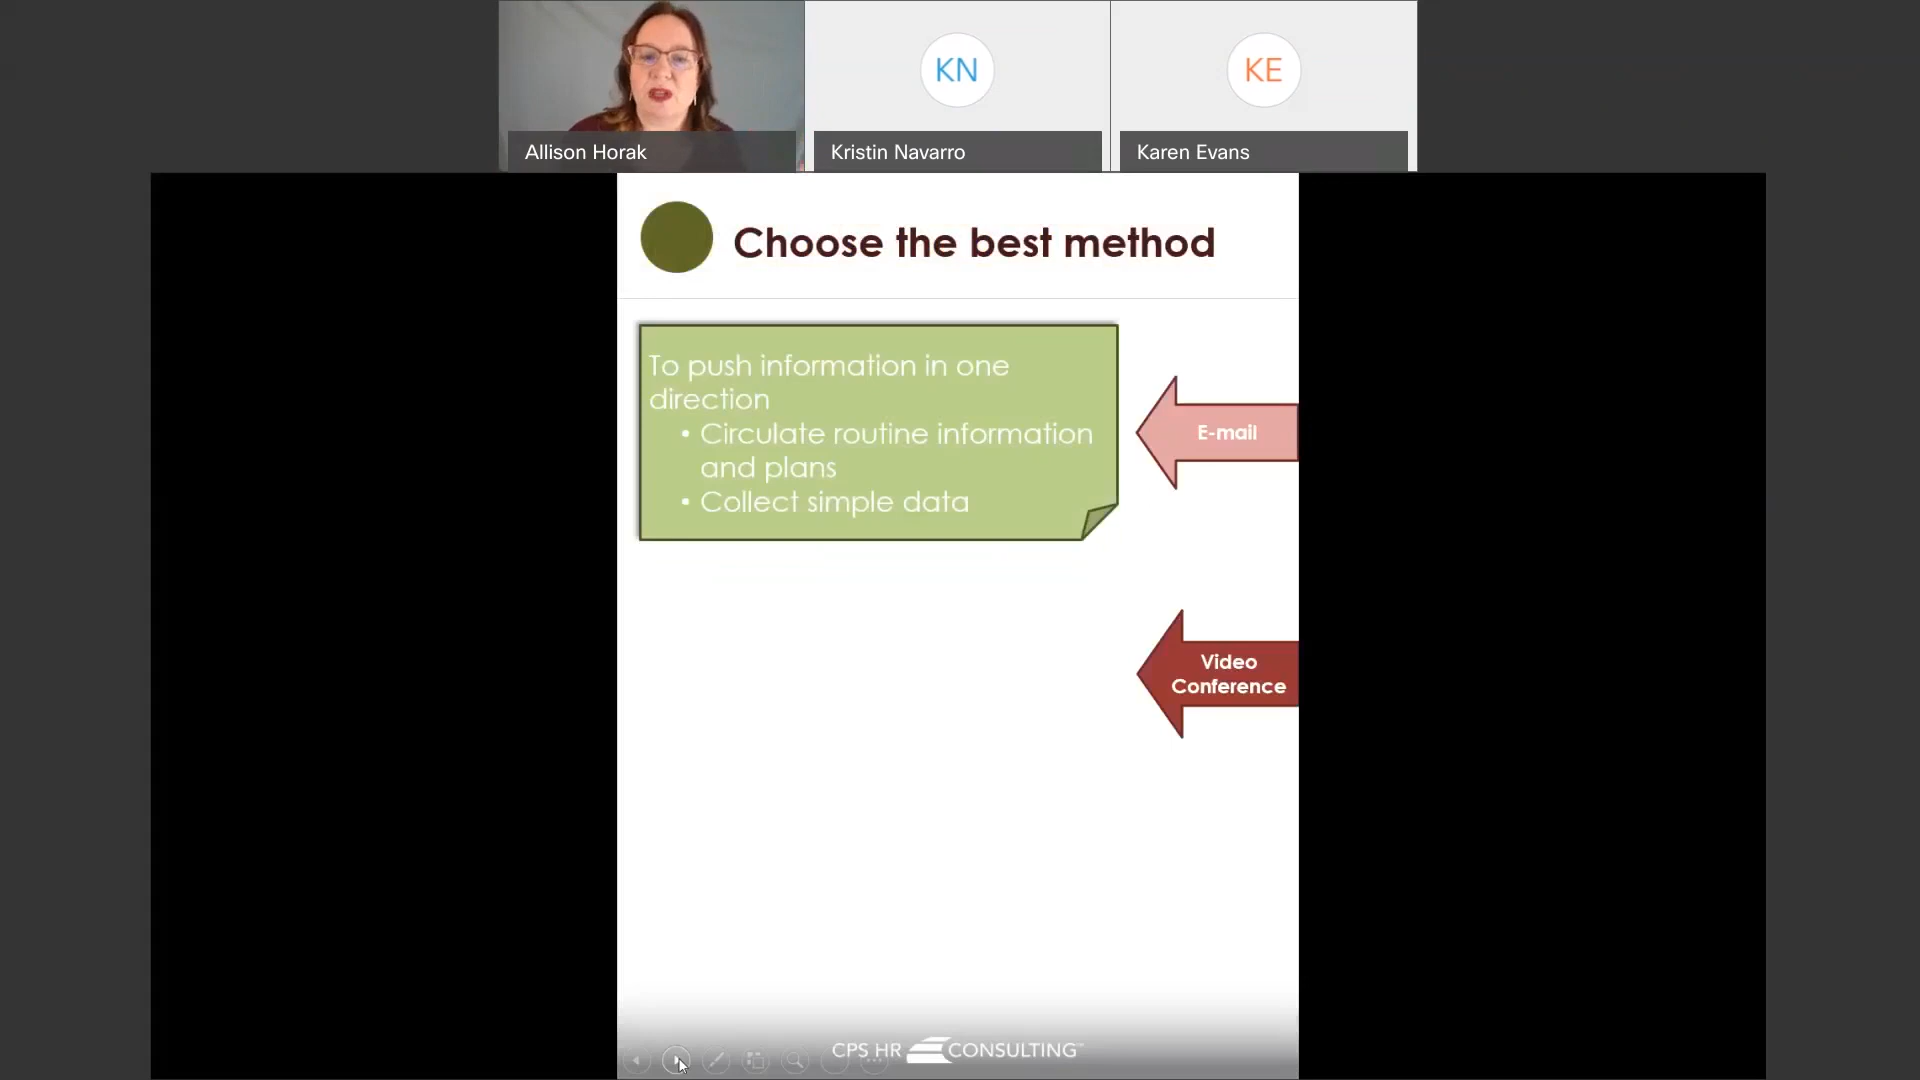 KN
KE
Allison Horak
Kristin Navarro
Karen Evans
Choose the best method
To push information in one
direction
• Circulate routine information
and plans
• Collect simple data
E-mail
Video
Conference
CPS HR CONSULTING™